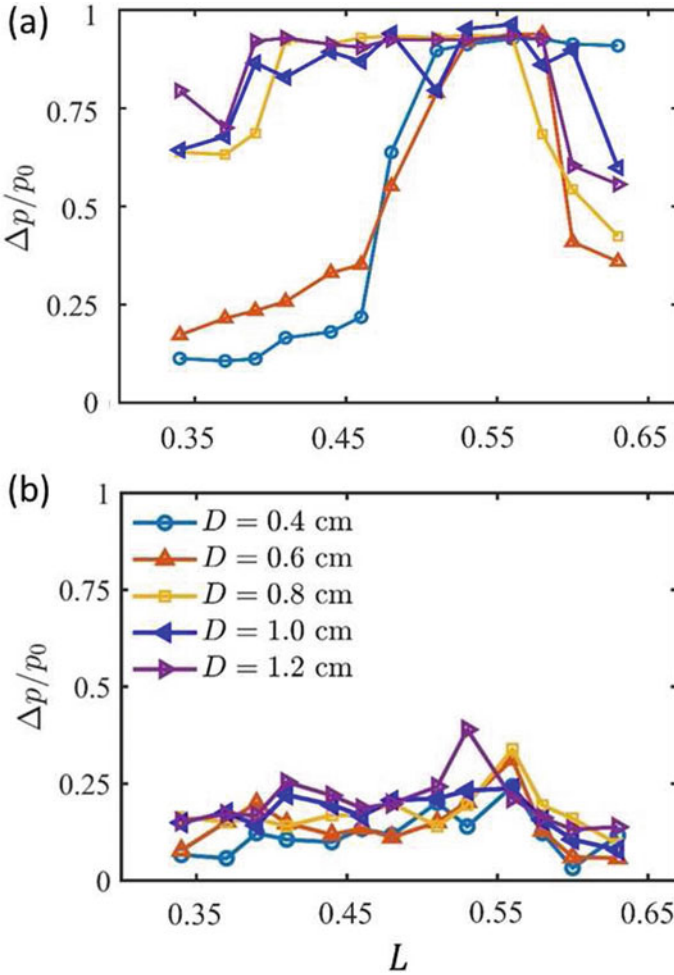 (a)
1
0.75
0.5
0.25
0
Δp/p₀
0.35 0.45 0.55 0.65
(b)
1
0.75
0.5
0.25
0
Δp/p₀
D = 0.4 cm
D = 0.6 cm
D = 0.8 cm
D = 1.0 cm
D = 1.2 cm
0.35 0.45 0.55 0.65
L